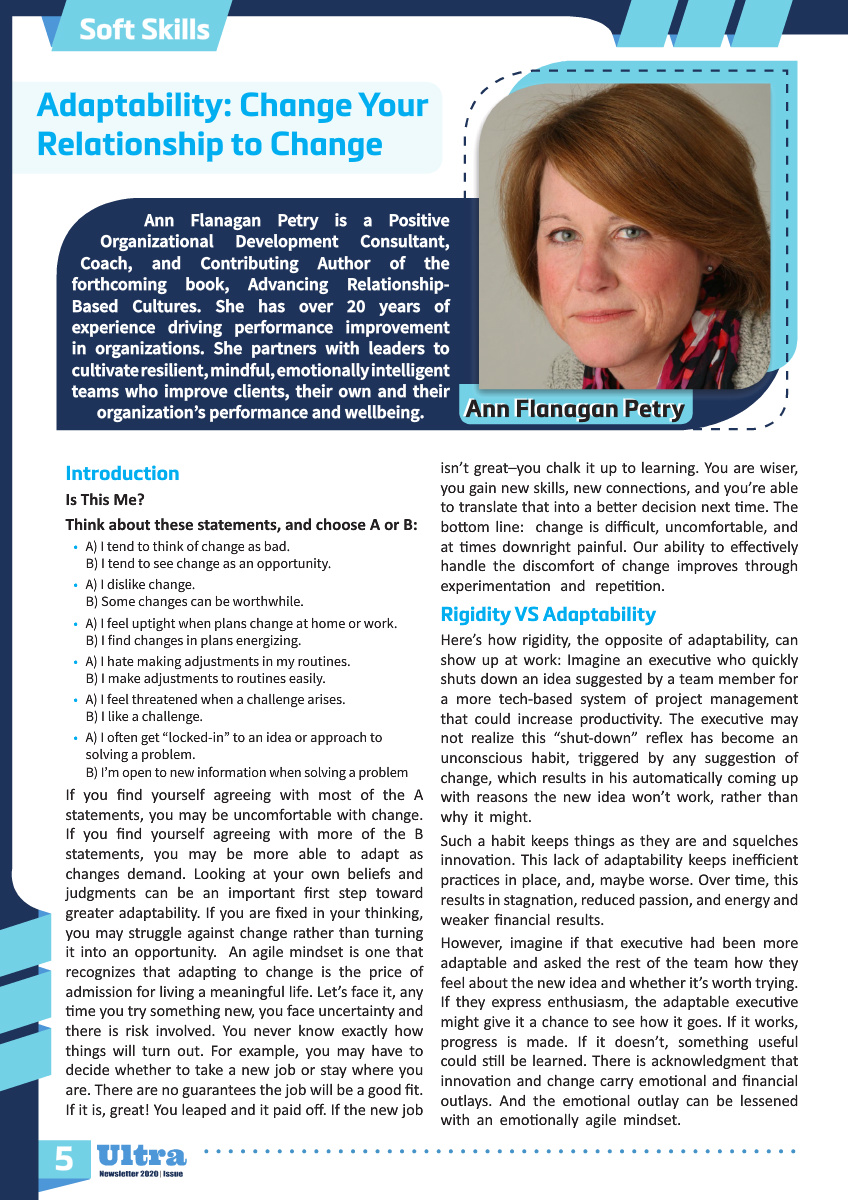 Soft Skills
Adaptability: Change Your
Relationship to Change
Ann Flanagan Petry is a Positive
Organizational Development Consultant,
Coach, and Contributing Author of the
forthcoming book, Advancing Relationship-
Based Cultures. She has over 20 years of
experience driving performance improvement
in organizations. She partners with leaders to
cultivate resilient, mindful, emotionally intelligent
teams who improve clients, their own and their
organization's performance and wellbeing.
Ann Flanagan Petry
Introduction
Is This Me?
Think about these statements, and choose A or B:
• A) I tend to think of change as bad.
B) I tend to see change as an opportunity.
• A) I dislike change.
B) Some changes can be worthwhile.
• A) I feel uptight when plans change at home or work.
B) I find changes in plans energizing.
• A) I hate making adjustments in my routines.
B) I make adjustments to routines easily.
• A) I feel threatened when a challenge arises.
B) I like a challenge.
• A) I often get “locked-in” to an idea or approach to
solving a problem.
B) I'm open to new information when solving a problem
If you find yourself agreeing with most of the A
statements, you may be uncomfortable with change.
If you find yourself agreeing with more of the B
statements, you may be more able to adapt as
changes demand. Looking at your own beliefs and
judgments can be an important first step toward
greater adaptability. If you are fixed in your thinking,
you may struggle against change rather than turning
it into an opportunity. An agile mindset is one that
recognizes that adapting to change is the price of
admission for living a meaningful life. Let's face it, any
time you try something new, you face uncertainty and
there is risk involved. You never know exactly how
things will turn out. For example, you may have to
decide whether to take a new job or stay where you
are. There are no guarantees the job will be a good fit.
If it is, great! You leaped and it paid off. If the new job
isn't great–you chalk it up to learning. You are wiser,
you gain new skills, new connections, and you're able
to translate that into a better decision next time. The
bottom line: change is difficult, uncomfortable, and
at times downright painful. Our ability to effectively
handle the discomfort of change improves through
experimentation and repetition.
Rigidity VS Adaptability
Here's how rigidity, the opposite of adaptability, can
show up at work: Imagine an executive who quickly
shuts down an idea suggested by a team member for
a more tech-based system of project management
that could increase productivity. The executive may
not realize this “shut-down” reflex has become an
unconscious habit, triggered by any suggestion of
change, which results in his automatically coming up
with reasons the new idea won't work, rather than
why it might.
Such a habit keeps things as they are and squelches
innovation. This lack of adaptability keeps inefficient
practices in place, and, maybe worse. Over time, this
results in stagnation, reduced passion, and energy and
weaker financial results.
However, imagine if that executive had been more
adaptable and asked the rest of the team how they
feel about the new idea and whether it's worth trying.
If they express enthusiasm, the adaptable executive
might give it a chance to see how it goes. If it works,
progress is made. If it doesn't, something useful
could still be learned. There is acknowledgment that
innovation and change carry emotional and financial
outlays. And the emotional outlay can be lessened
with an emotionally agile mindset.
5
Ultra
Newsletter 2020 | Issue